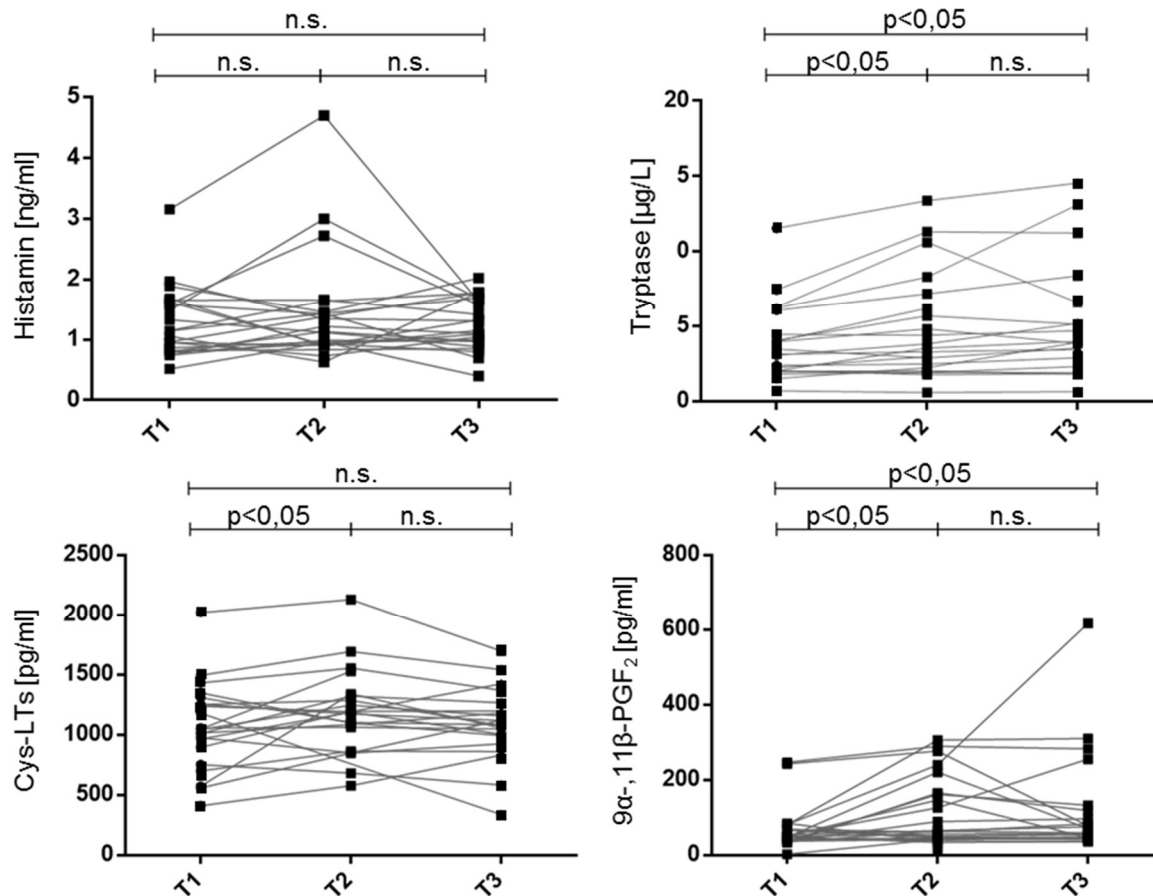 n.s.
n.s. n.s.
5
4
3
2
1
0
Histamin [ng/ml]
T1 T2 T3
p<0,05
p<0,05 n.s.
20
5
0
5
0
Tryptase [µg/L]
T1 T2 T3
n.s.
p<0,05 n.s.
2500
2000
1500
1000
500
0
Cys-LTs [pg/ml]
T1 T2 T3
p<0,05
p<0,05 n.s.
800
600
400
200
0
9α-,11β-PGF₂ [pg/ml]
T1 T2 T3